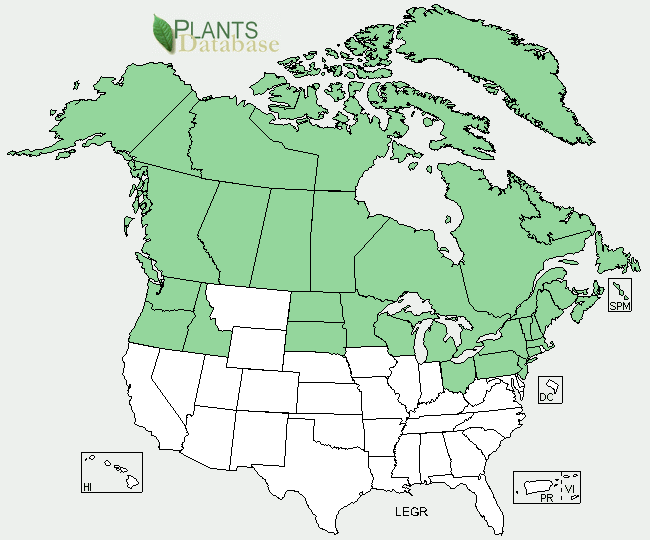 PLANTS
Database
SPM
DC
HI
PR
VI
LEGR